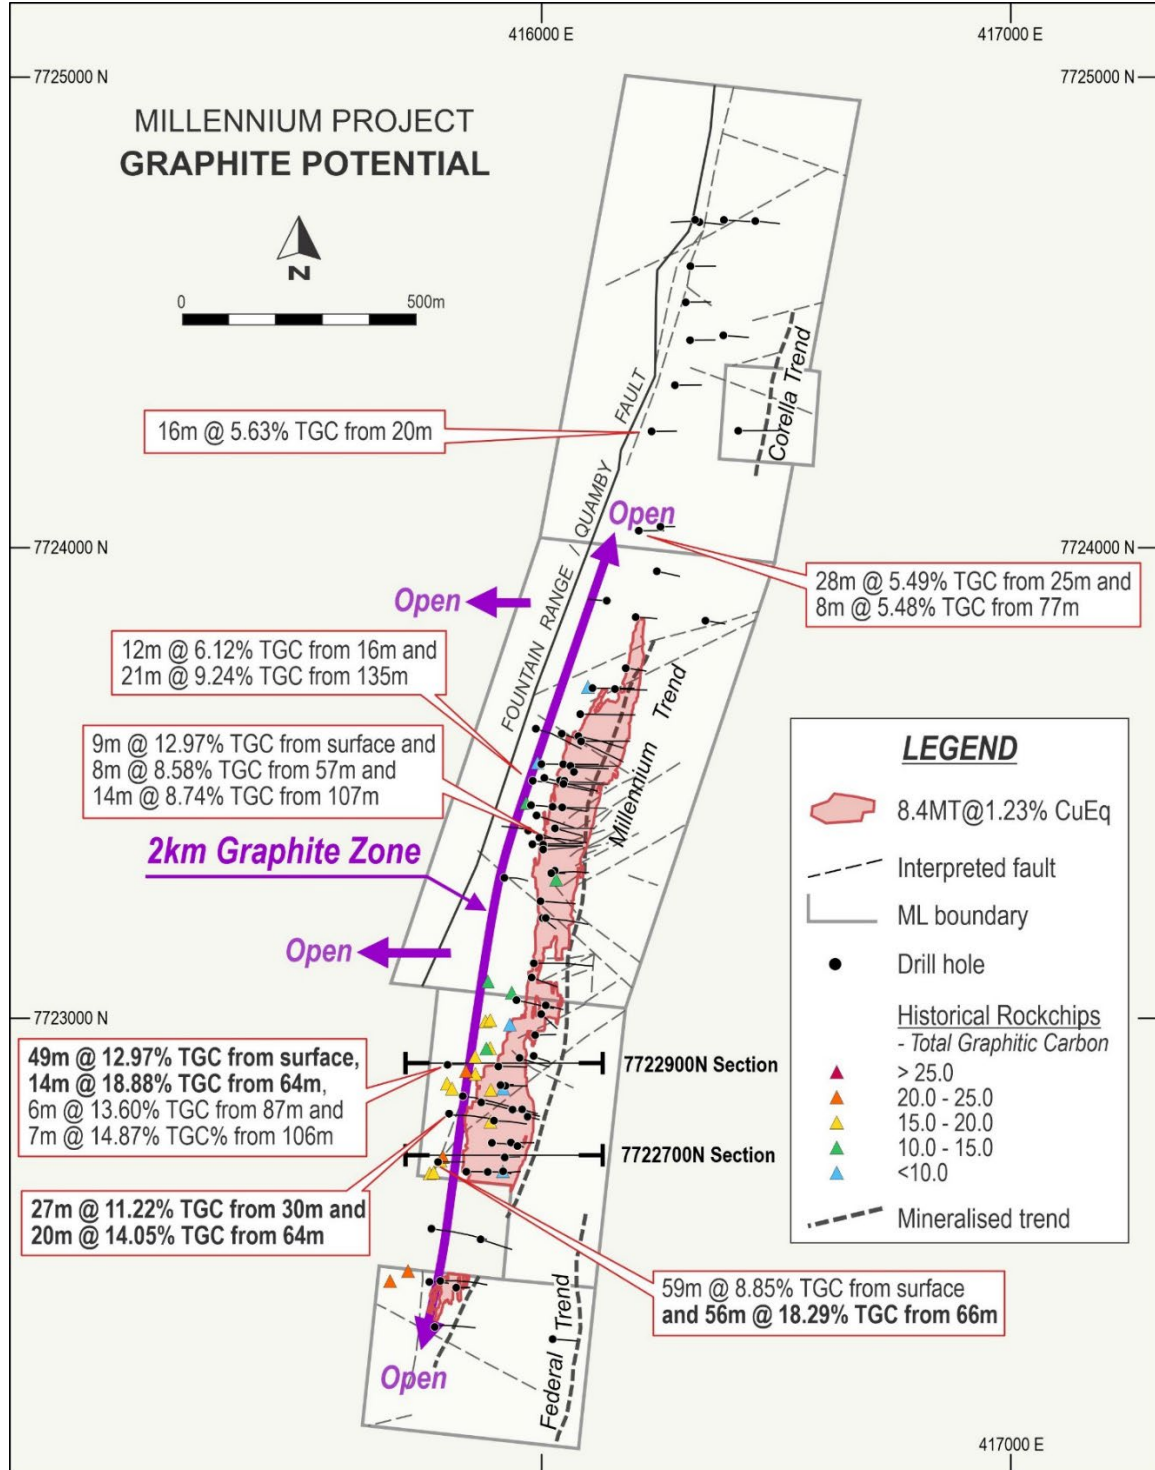 416000 E
417000 E
7725000 N
7725000 N
MILLENNIUM PROJECT
GRAPHITE POTENTIAL
N
0
500m
Corella Trend
16m @ 5.63% TGC from 20m
FOUNTAIN RANGE / QUAMBY FAULT
Open
7724000 N
7724000 N
28m @ 5.49% TGC from 25m and
8m @ 5.48% TGC from 77m
Open
12m @ 6.12% TGC from 16m and
21m @ 9.24% TGC from 135m
Millennium Trend
9m @ 12.97% TGC from surface and
8m @ 8.58% TGC from 57m and
14m @ 8.74% TGC from 107m
2km Graphite Zone
Open
LEGEND
8.4MT@1.23% CuEq
Interpreted fault
ML boundary
Drill hole
Historical Rockchips
- Total Graphitic Carbon
> 25.0
20.0 - 25.0
15.0 - 20.0
10.0 - 15.0
<10.0
Mineralised trend
7723000 N
49m @ 12.97% TGC from surface,
14m @ 18.88% TGC from 64m,
6m @ 13.60% TGC from 87m and
7m @ 14.87% TGC% from 106m
7722900N Section
7722700N Section
27m @ 11.22% TGC from 30m and
20m @ 14.05% TGC from 64m
59m @ 8.85% TGC from surface
and 56m @ 18.29% TGC from 66m
Federal Trend
Open
417000 E